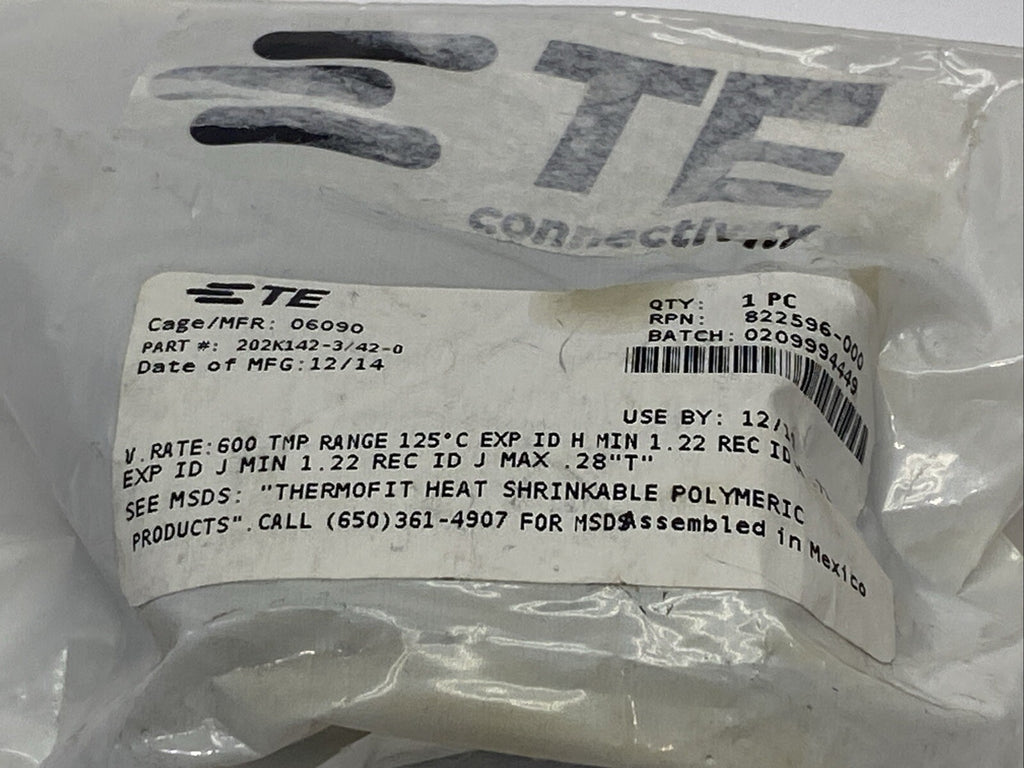 TE
connectivity
TE
Cage/MFR: 06090
PART #: 202K142-3/42-0
Date of MFG:12/14
QTY: 1 PC
RPN: 822596-000
BATCH: 0209994449
USE BY: 12/
V.RATE:600 TMP RANGE 125°C EXP ID H MIN 1.22 REC ID
EXP ID J MIN 1.22 REC ID J MAX .28"T"
SEE MSDS: "THERMOFIT HEAT SHRINKABLE POLYMERIC
PRODUCTS".CALL (650)361-4907 FOR MSDS Assembled in Mexico